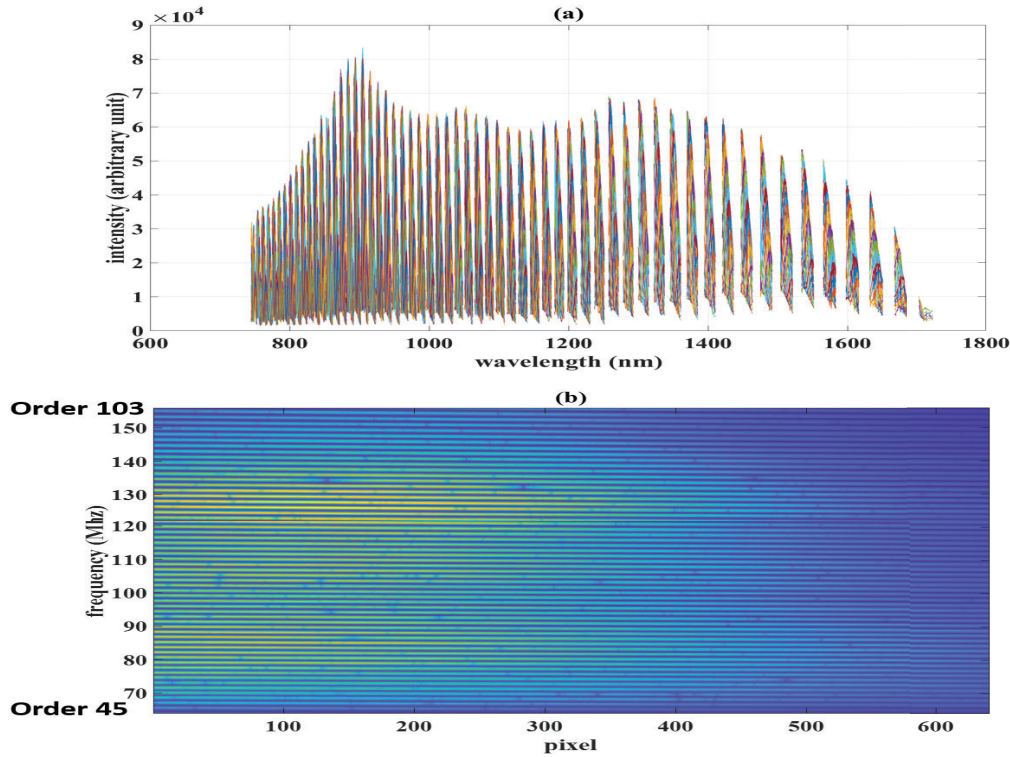 (a)
×10⁴
9
8
7
6
5
4
3
2
1
0
intensity (arbitrary unit)
600 800 1000 1200 1400 1600 1800
wavelength (nm)
(b)
Order 103
150
140
130
120
110
100
90
80
70
frequency (Mhz)
Order 45
100 200 300 400 500 600
pixel